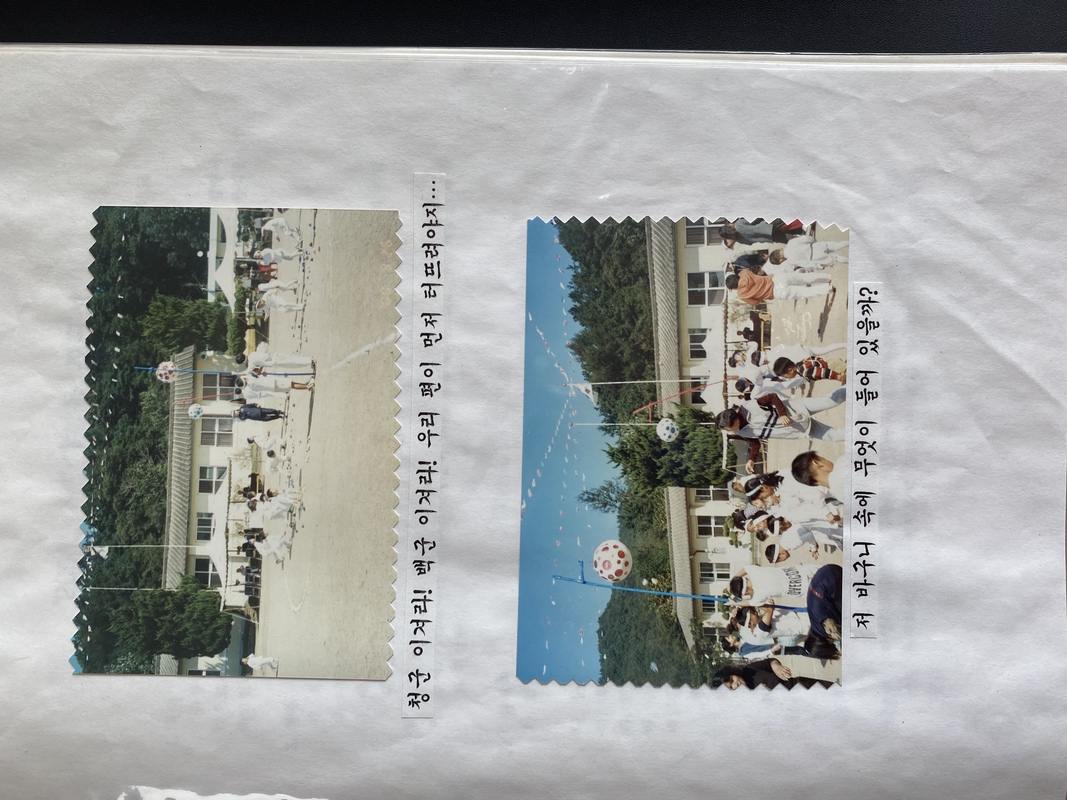 청군 이겨라! 백군 이겨라! 우리 편이 먼저 터뜨려야지…
저 바구니 속에 무엇이 들어 있을까?